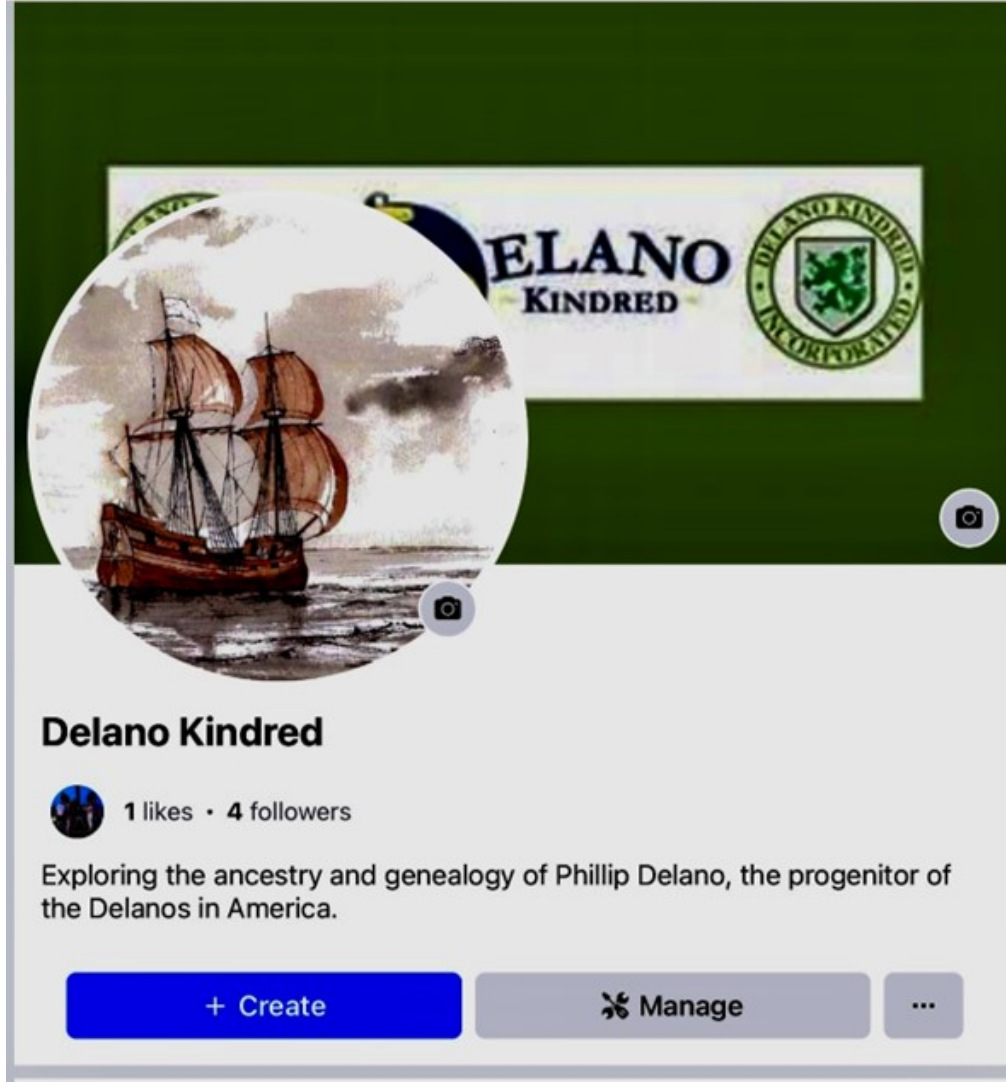 DELANO
KINDRED
DELANO KINDRED
INCORPORATED
Delano Kindred
1 likes · 4 followers
Exploring the ancestry and genealogy of Phillip Delano, the progenitor of
the Delanos in America.
+ Create
Manage